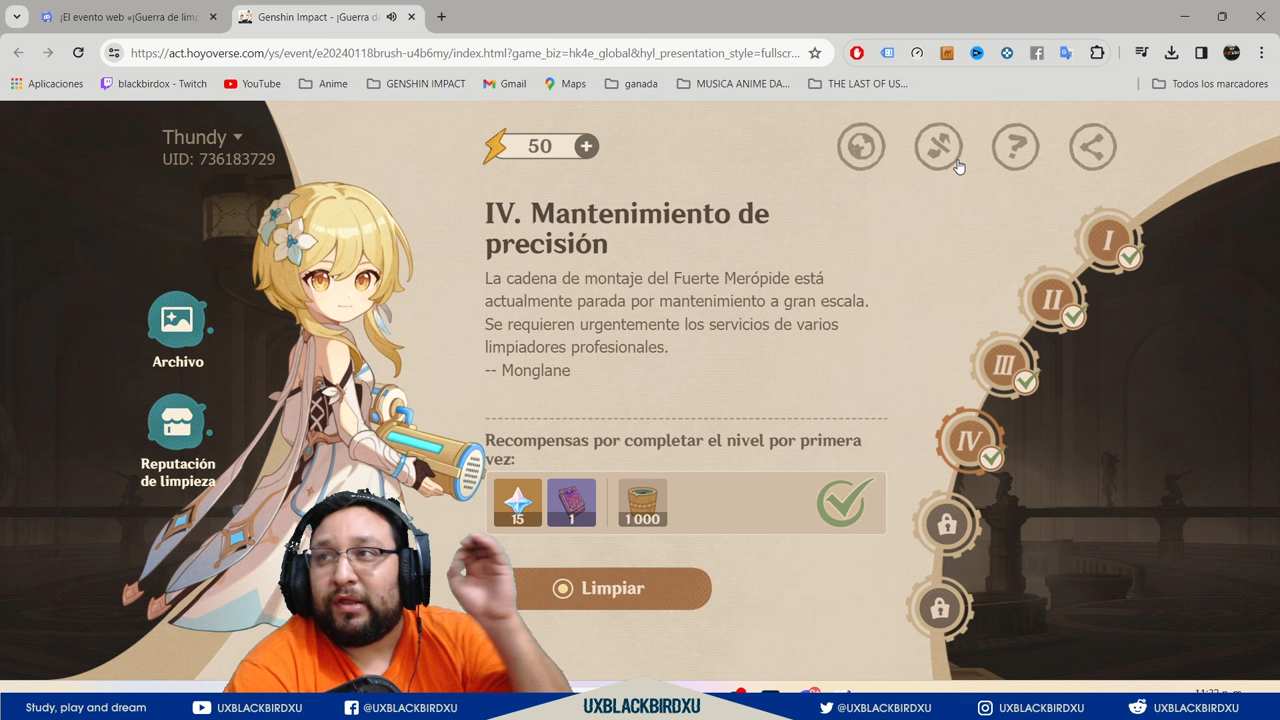 ¡El evento web «¡Guerra de limp
Genshin Impact - ¡Guerra d
https://act.hoyoverse.com/ys/event/e20240118brush-u4b6my/index.html?game_biz=hk4e_global&hyl_presentation_style=fullscr...
Aplicaciones
blackbirdox - Twitch
YouTube
Anime
GENSHIN IMPACT
Gmail
Maps
ganada
MUSICA ANIME DA...
THE LAST OF US...
Todos los marcadores
Thundy
UID: 736183729
50
IV. Mantenimiento de
precisión
La cadena de montaje del Fuerte Merópide está
actualmente parada por mantenimiento a gran escala.
Se requieren urgentemente los servicios de varios
limpiadores profesionales.
-- Monglane
Archivo
Reputación
de limpieza
Recompensas por completar el nivel por primera
vez:
15
1
1 000
Limpiar
I
II
III
IV
Study, play and dream
UXBLACKBIRDXU
@UXBLACKBIRDXU
UXBLACKBIRDXU
@UXBLACKBIRDXU
UXBLACKBIRDXU
UXBLACKBIRDXU